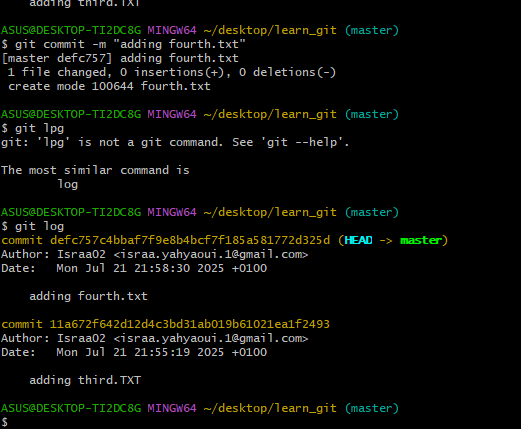 adding third.TXT
ASUS@DESKTOP-TI2DC8G MINGW64 ~/desktop/learn_git (master)
$ git commit -m "adding fourth.txt"
[master defc757] adding fourth.txt
1 file changed, 0 insertions(+), 0 deletions(-)
create mode 100644 fourth.txt
ASUS@DESKTOP-TI2DC8G MINGW64 ~/desktop/learn_git (master)
$ git lpg
git: 'lpg' is not a git command. See 'git --help'.
The most similar command is
log
ASUS@DESKTOP-TI2DC8G MINGW64 ~/desktop/learn_git (master)
$ git log
commit defc757c4bbaf7f9e8b4bcf7f185a581772d325d (HEAD -> master)
Author: Israa02 <israa.yahyaoui.1@gmail.com>
Date:   Mon Jul 21 21:58:30 2025 +0100
adding fourth.txt
commit 11a672f642d12d4c3bd31ab019b61021ea1f2493
Author: Israa02 <israa.yahyaoui.1@gmail.com>
Date:   Mon Jul 21 21:55:19 2025 +0100
adding third.TXT
ASUS@DESKTOP-TI2DC8G MINGW64 ~/desktop/learn_git (master)
$